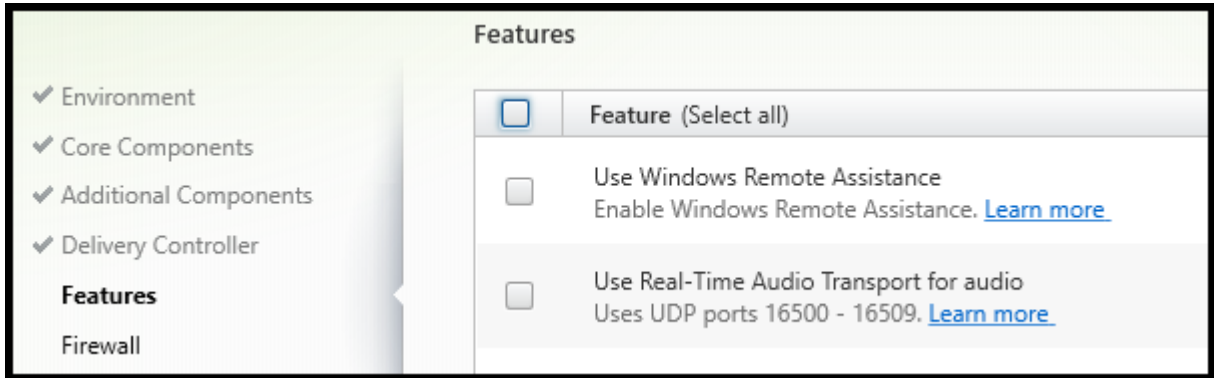 Features
Environment
Core Components
Additional Components
Delivery Controller
Features
Firewall
Feature (Select all)
Use Windows Remote Assistance
Enable Windows Remote Assistance. Learn more
Use Real-Time Audio Transport for audio
Uses UDP ports 16500 - 16509. Learn more